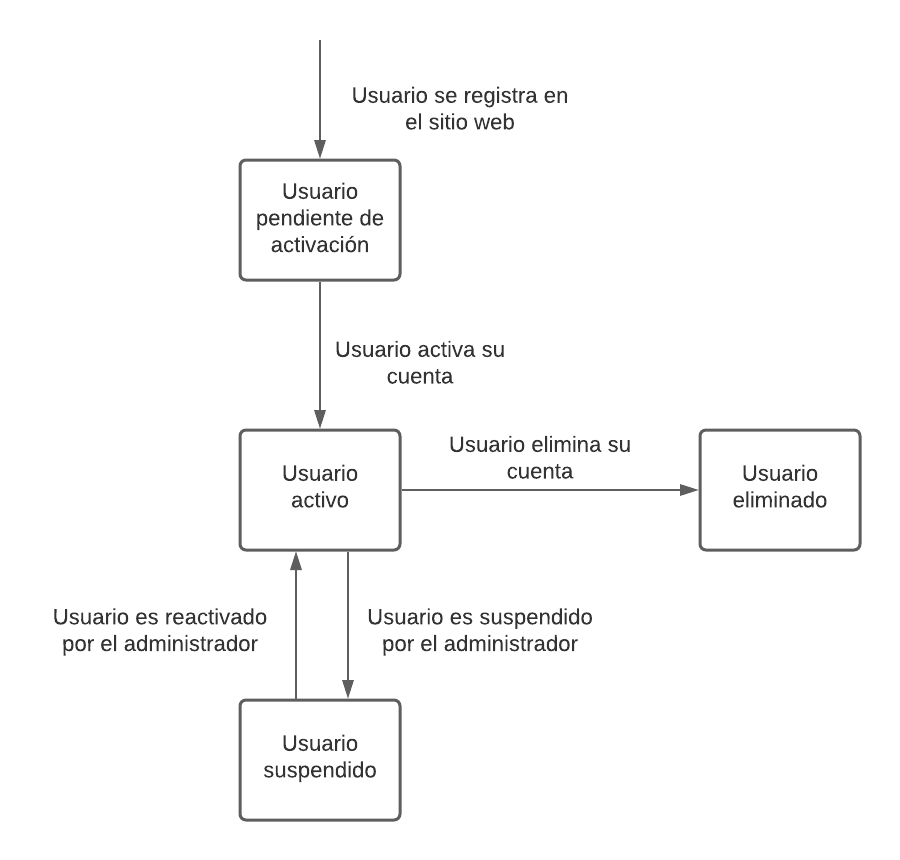 Usuario se registra en
el sitio web
Usuario
pendiente de
activación
Usuario activa su
cuenta
Usuario
activo
Usuario elimina su
cuenta
Usuario
eliminado
Usuario es reactivado
por el administrador
Usuario es suspendido
por el administrador
Usuario
suspendido